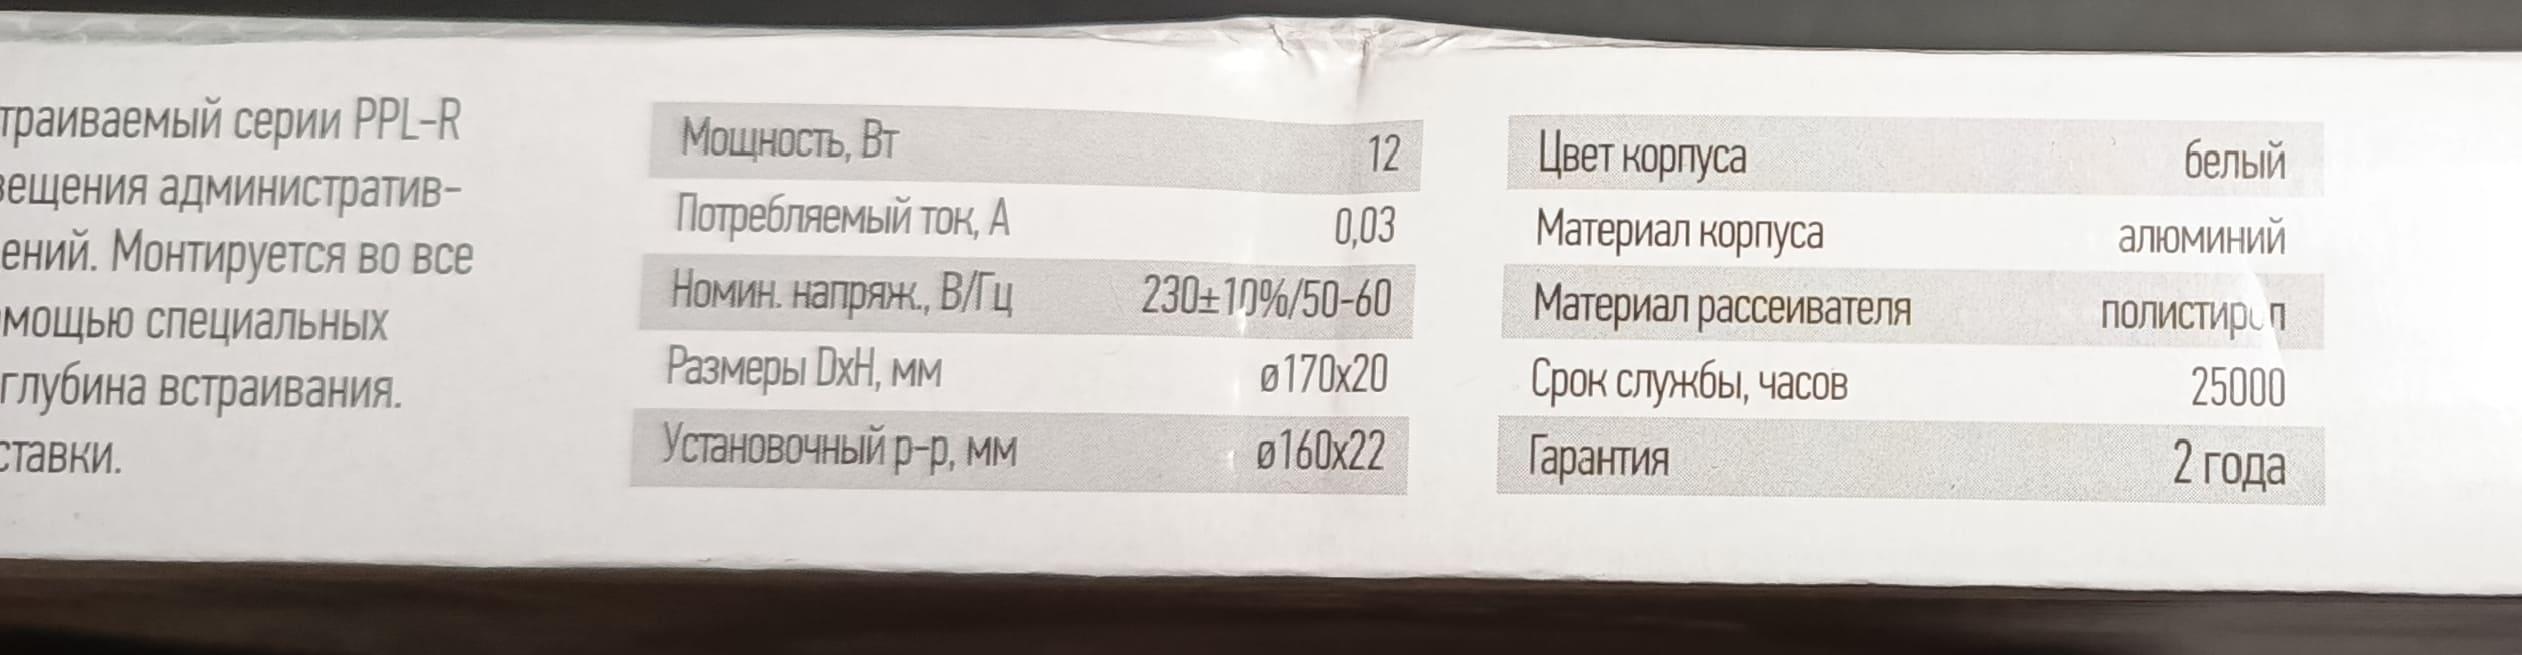 траиваемый серии PPL-R
вещения административ-
ений. Монтируется во все
мощью специальных
глубина встраивания.
ставки.
Мощность, Вт 12
Потребляемый ток, А 0,03
Номин. напряж., В/Гц 230±10%/50-60
Размеры DxH, мм ø170x20
Установочный р-р, мм ø160x22
Цвет корпуса белый
Материал корпуса алюминий
Материал рассеивателя полистирол
Срок службы, часов 25000
Гарантия 2 года